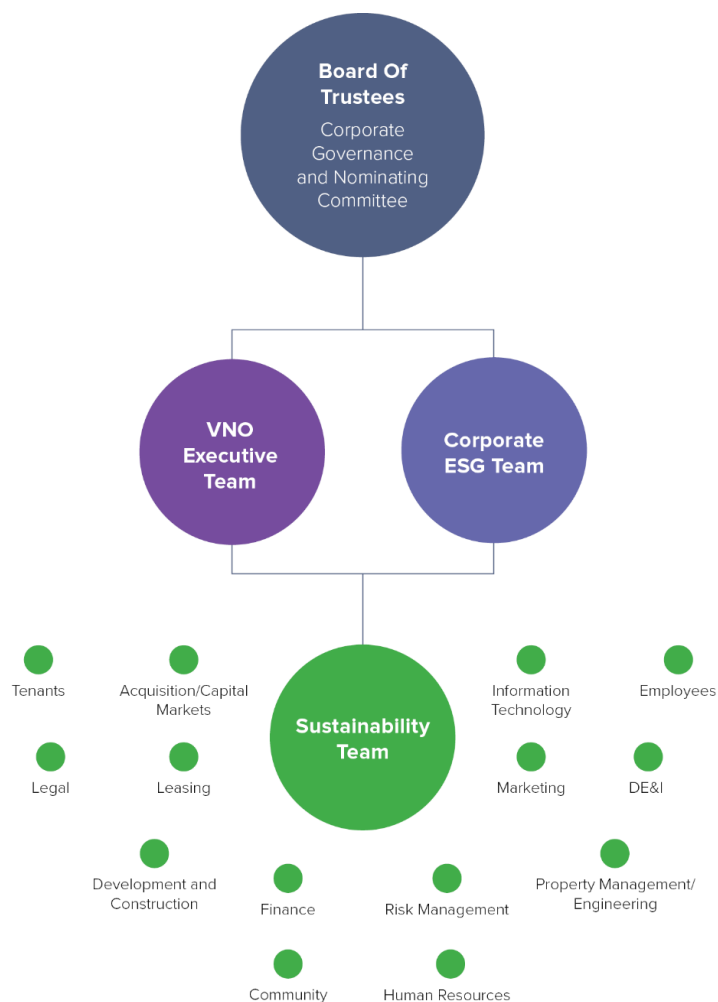 Board Of
Trustees
Corporate
Governance
and Nominating
Committee
VNO
Executive
Team
Corporate
ESG Team
Sustainability
Team
Tenants
Acquisition/Capital
Markets
Information
Technology
Employees
Legal
Leasing
Marketing
DE&I
Development and
Construction
Finance
Risk Management
Property Management/
Engineering
Community
Human Resources